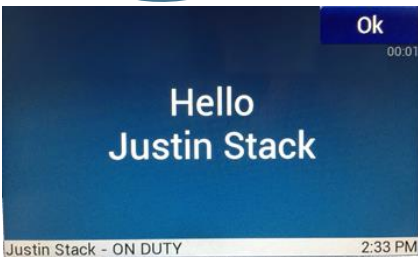 Ok
00:01
Hello
Justin Stack
Justin Stack - ON DUTY 2:33 PM